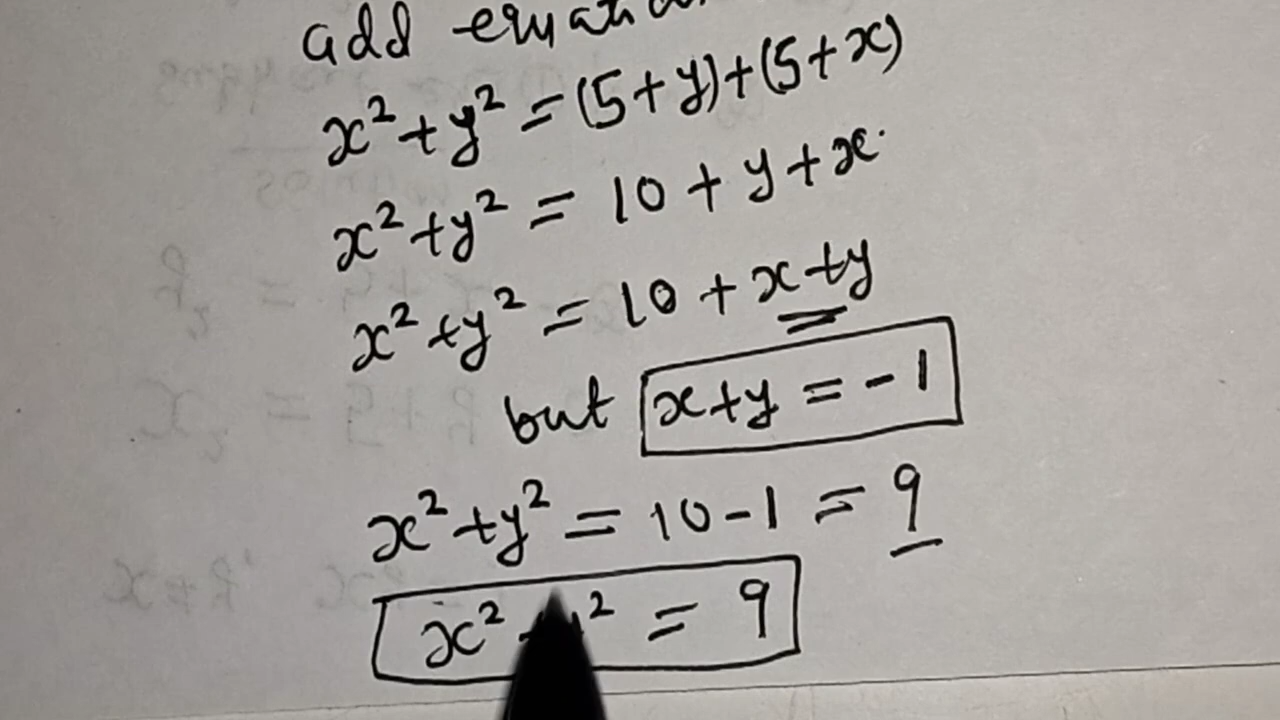 add
x² + y² = (5 + y) + (5 + x)
x² + y² = 10 + y + x
x² + y² = 10 + x + y
but x + y = -1
x² + y² = 10 - 1 = 9
x² + y² = 9